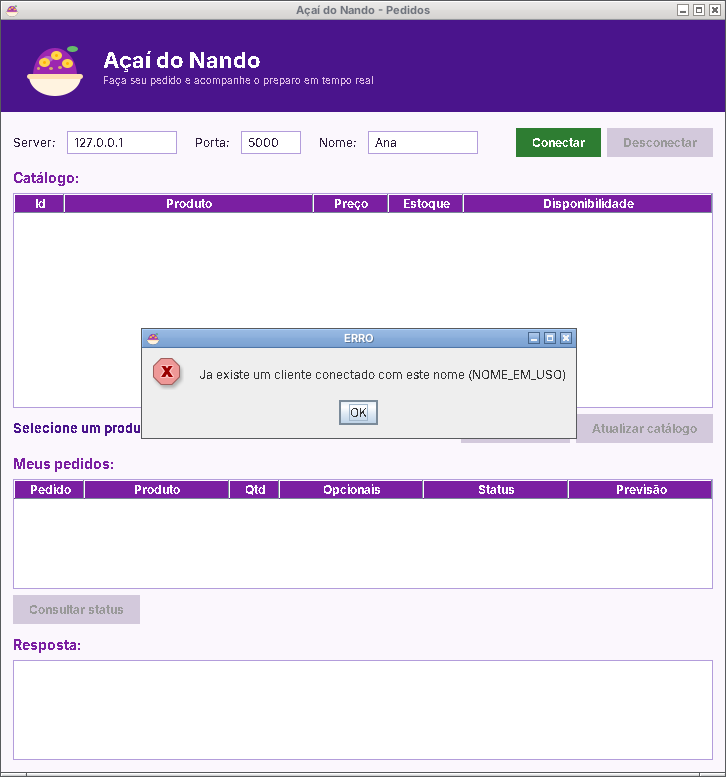 Açaí do Nando - Pedidos
Açaí do Nando
Faça seu pedido e acompanhe o preparo em tempo real
Server: 127.0.0.1 Porta: 5000 Nome: Ana Conectar Desconectar
Catálogo:
Id Produto Preço Estoque Disponibilidade
ERRO
Ja existe um cliente conectado com este nome (NOME_EM_USO)
OK
Selecione um produ Atualizar catálogo
Meus pedidos:
Pedido Produto Qtd Opcionais Status Previsão
Consultar status
Resposta: